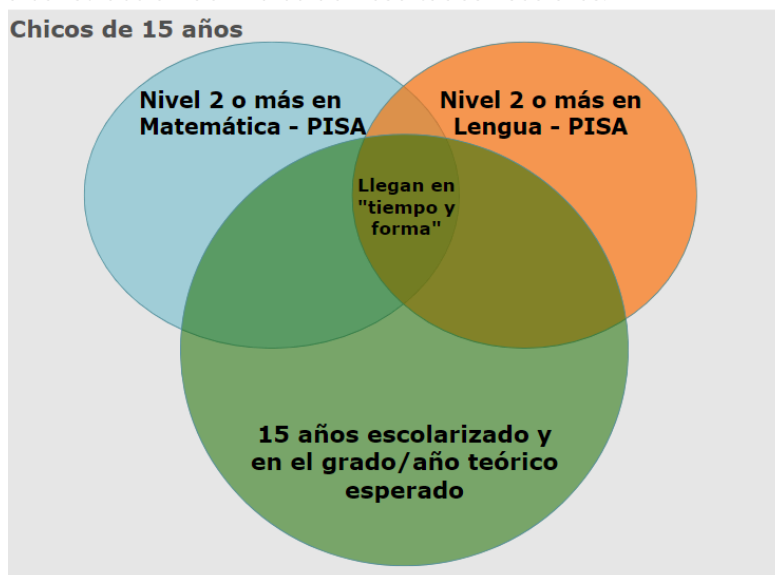 Chicos de 15 años
Nivel 2 o más en
Matemática - PISA
Nivel 2 o más en
Lengua - PISA
Llegan en
"tiempo y
forma"
15 años escolarizado y
en el grado/año teórico
esperado